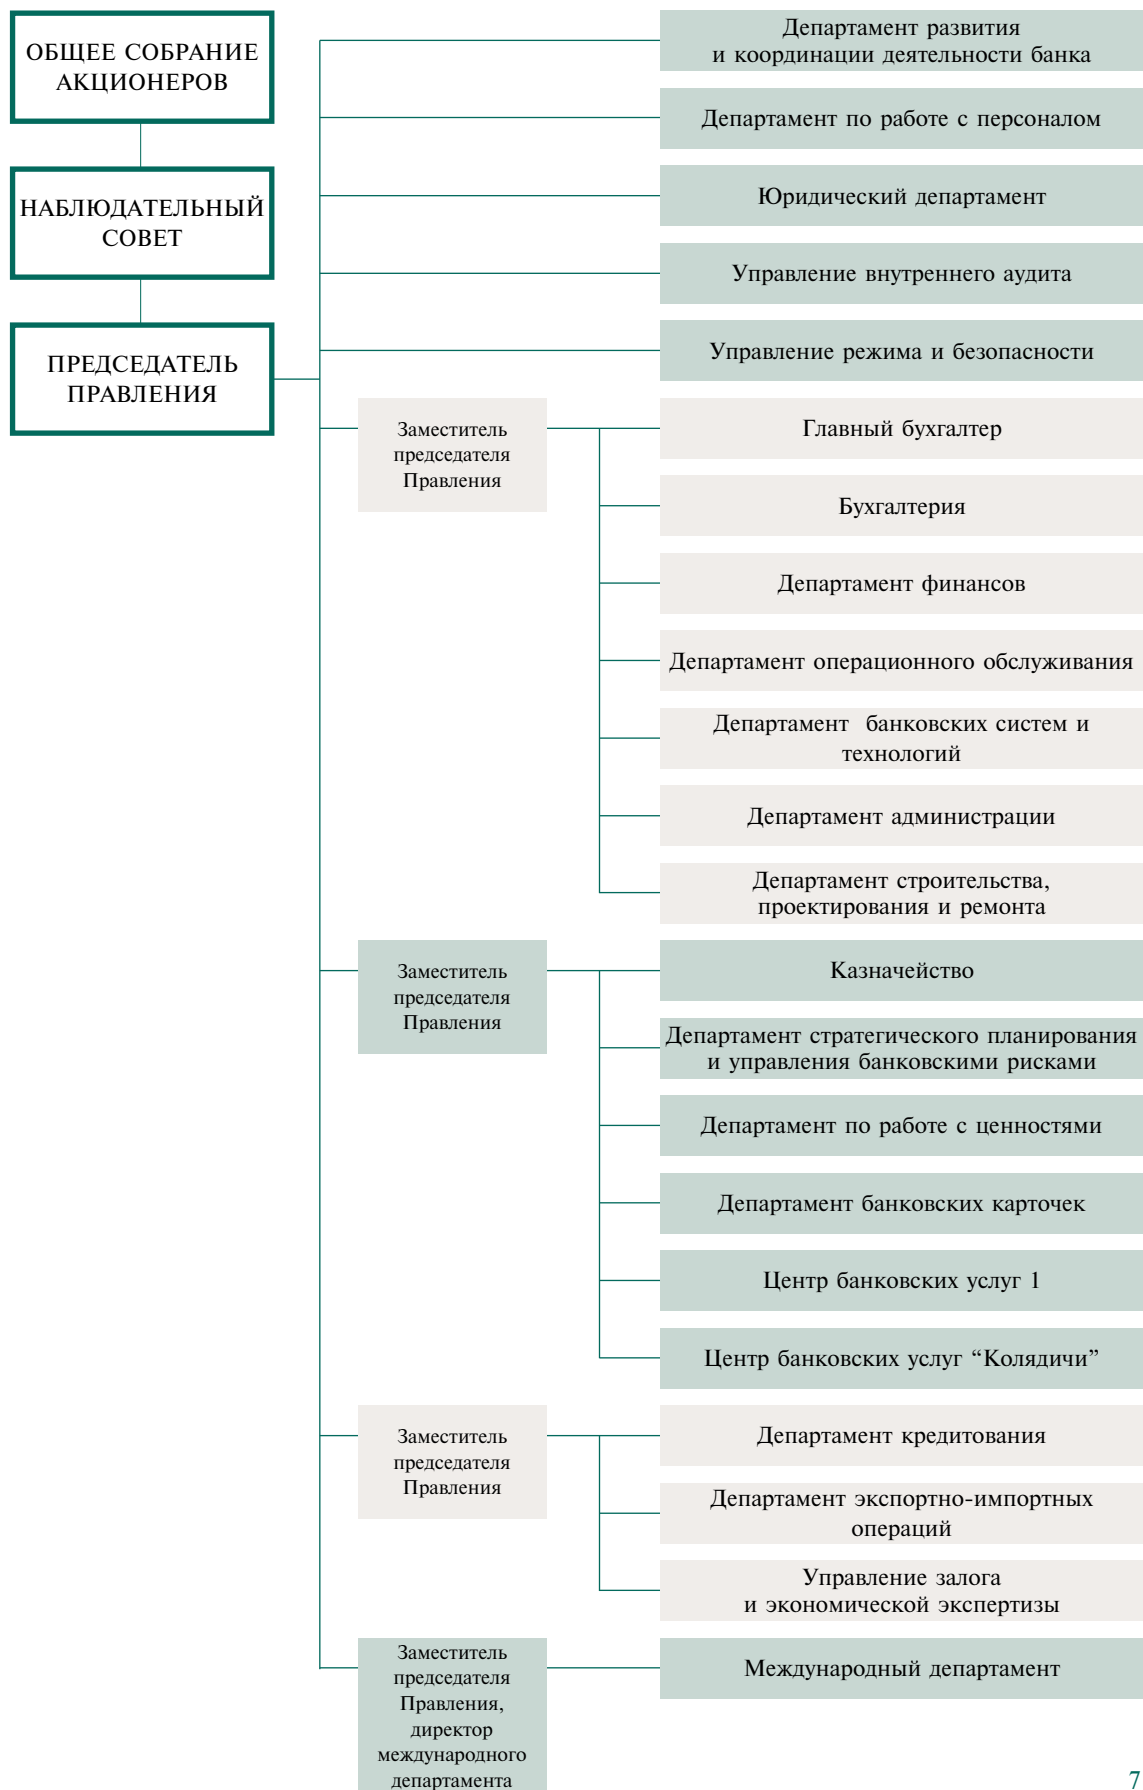 ОБЩЕЕ СОБРАНИЕ
АКЦИОНЕРОВ
НАБЛЮДАТЕЛЬНЫЙ
СОВЕТ
ПРЕДСЕДАТЕЛЬ
ПРАВЛЕНИЯ
Департамент развития
и координации деятельности банка
Департамент по работе с персоналом
Юридический департамент
Управление внутреннего аудита
Управление режима и безопасности
Заместитель
председателя
Правления
Главный бухгалтер
Бухгалтерия
Департамент финансов
Департамент операционного обслуживания
Департамент банковских систем и
технологий
Департамент администрации
Департамент строительства,
проектирования и ремонта
Заместитель
председателя
Правления
Казначейство
Департамент стратегического планирования
и управления банковскими рисками
Департамент по работе с ценностями
Департамент банковских карточек
Центр банковских услуг 1
Центр банковских услуг “Колядичи”
Заместитель
председателя
Правления
Департамент кредитования
Департамент экспортно-импортных
операций
Управление залога
и экономической экспертизы
Заместитель
председателя
Правления,
директор
международного
департамента
Международный департамент
7